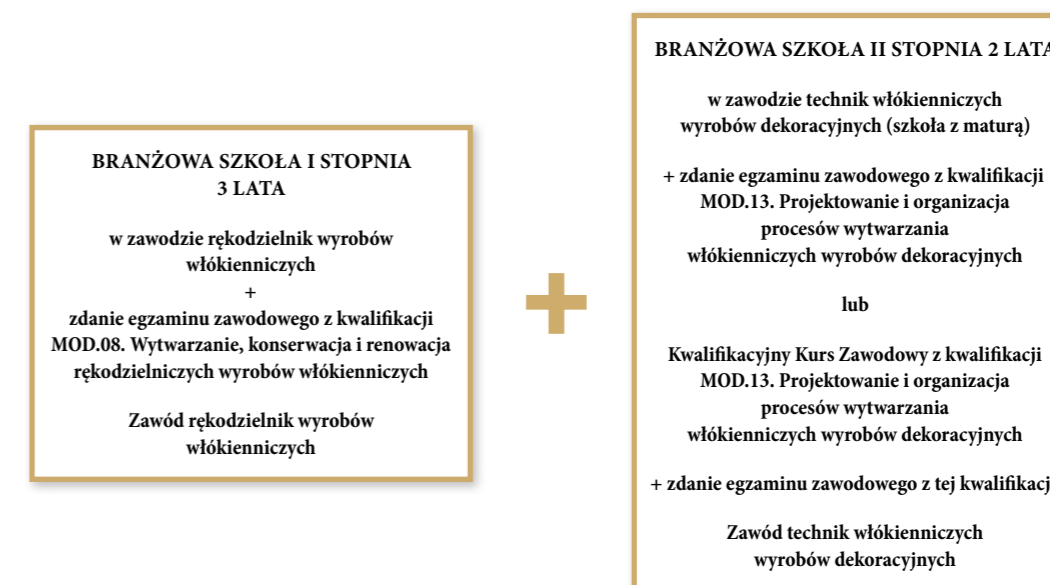 BRANŻOWA SZKOŁA I STOPNIA
3 LATA
w zawodzie rękodzielnik wyrobów
włókienniczych
+
zdanie egzaminu zawodowego z kwalifikacji
MOD.08. Wytwarzanie, konserwacja i renowacja
rękodzielniczych wyrobów włókienniczych
Zawód rękodzielnik wyrobów
włókienniczych
+
BRANŻOWA SZKOŁA II STOPNIA 2 LATA
w zawodzie technik włókienniczych
wyrobów dekoracyjnych (szkoła z maturą)
+ zdanie egzaminu zawodowego z kwalifikacji
MOD.13. Projektowanie i organizacja
procesów wytwarzania
włókienniczych wyrobów dekoracyjnych
lub
Kwalifikacyjny Kurs Zawodowy z kwalifikacji
MOD.13. Projektowanie i organizacja
procesów wytwarzania
włókienniczych wyrobów dekoracyjnych
+ zdanie egzaminu zawodowego z tej kwalifikacj
Zawód technik włókienniczych
wyrobów dekoracyjnych